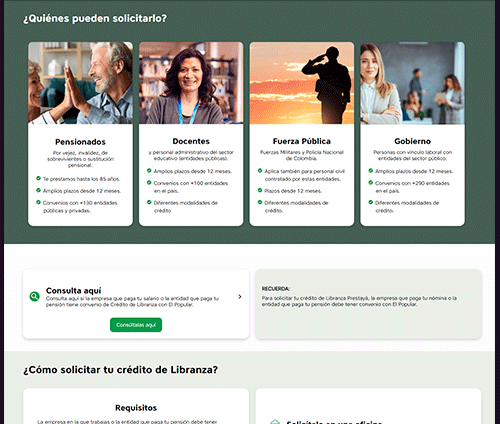 ¿Quiénes pueden solicitarlo?
Pensionados
Por vejez, invalidez, de
sobrevivientes o sustitución
pensional.
Te prestamos hasta los 85 años.
Amplios plazos desde 12 meses.
Convenios con +130 entidades
públicas y privadas.
Docentes
y personal administrativo del sector
educativo (entidades públicas).
Amplios plazos desde 12 meses.
Convenios con +100 entidades
en el país.
Diferentes modalidades de
crédito
Fuerza Pública
Fuerzas Militares y Policía Nacional
de Colombia.
Aplica también para personal civil
contratado por estas entidades.
Plazos desde 12 meses.
Diferentes modalidades de crédito.
Gobierno
Personas con vínculo laboral con
entidades del sector público.
Amplios plazos desde 12 meses.
Convenios con +290 entidades
en el país.
Diferentes modalidades de
crédito.
Consulta aquí
Consulta aquí si la empresa que paga tu salario o la entidad que paga tu
pensión tiene convenio de Crédito de Libranza con El Popular.
Consúltalas aquí
RECUERDA:
Para solicitar tu crédito de Libranza Prestayá, la empresa que paga tu nómina o la
entidad que paga tu pensión debe tener convenio con El Popular.
¿Cómo solicitar tu crédito de Libranza?
Requisitos
La empresa en la que trabajas o la entidad que paga tu pensión debe tener